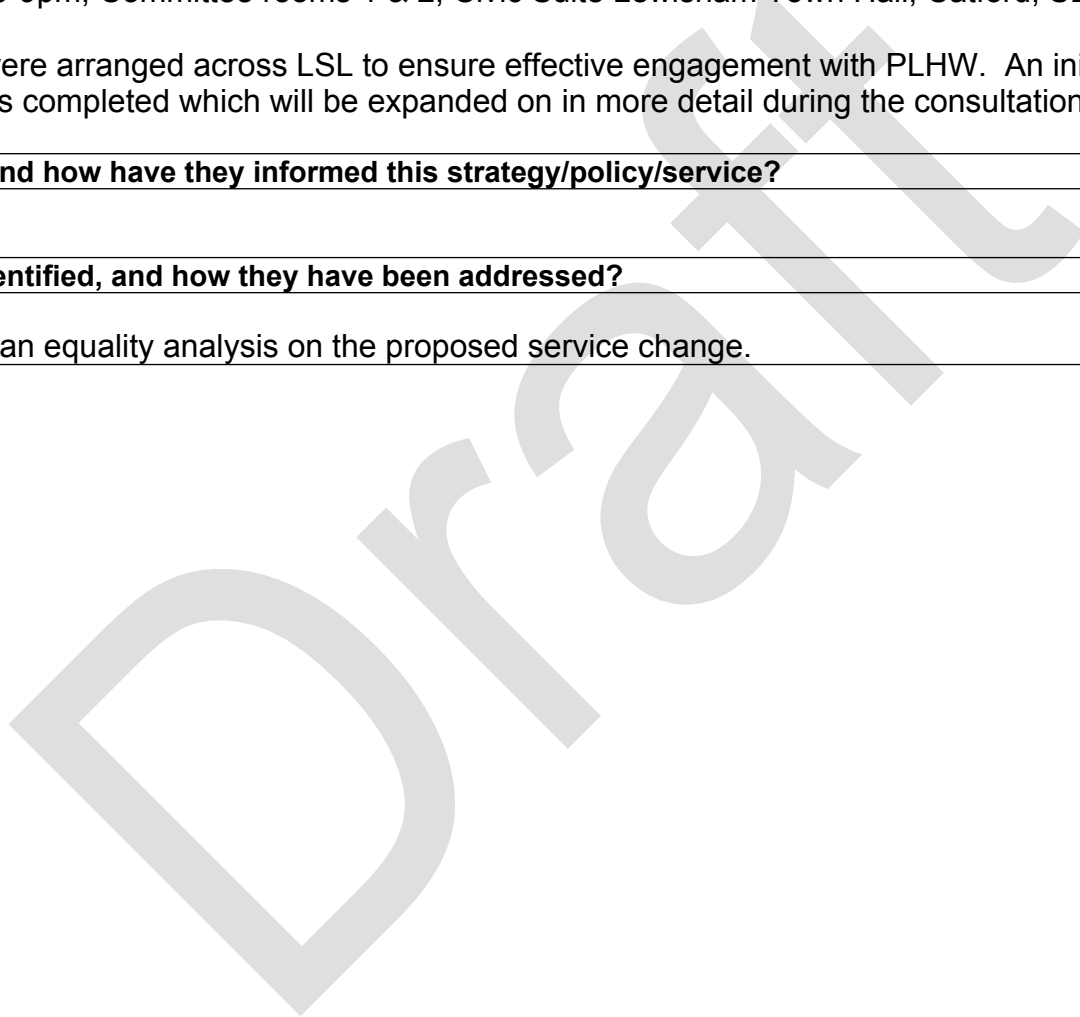 pm, Committee rooms 1 & 2, Civic Suite Lewisham Town Hall, Catford,
were arranged across LSL to ensure effective engagement with PLHW. An
s completed which will be expanded on in more detail during the consultation
nd how have they informed this strategy/policy/service?
entified, and how they have been addressed?
an equality analysis on the proposed service change.
Draft